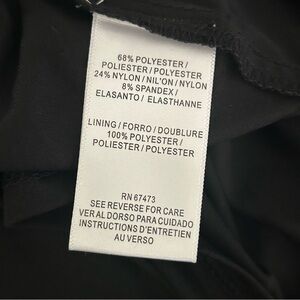 68% POLYESTER /
POLIESTER / POLYESTER
24% NYLON / NIL'ON / NYLON
8% SPANDEX /
ELASANTO / ELASTHANNE
LINING / FORRO / DOUBLURE
100% POLYESTER /
POLIESTER / POLYESTER
RN 67473
SEE REVERSE FOR CARE
VER AL DORSO PARA CUIDADO
INSTRUCTIONS D'ENTRETIEN
AU VERSO